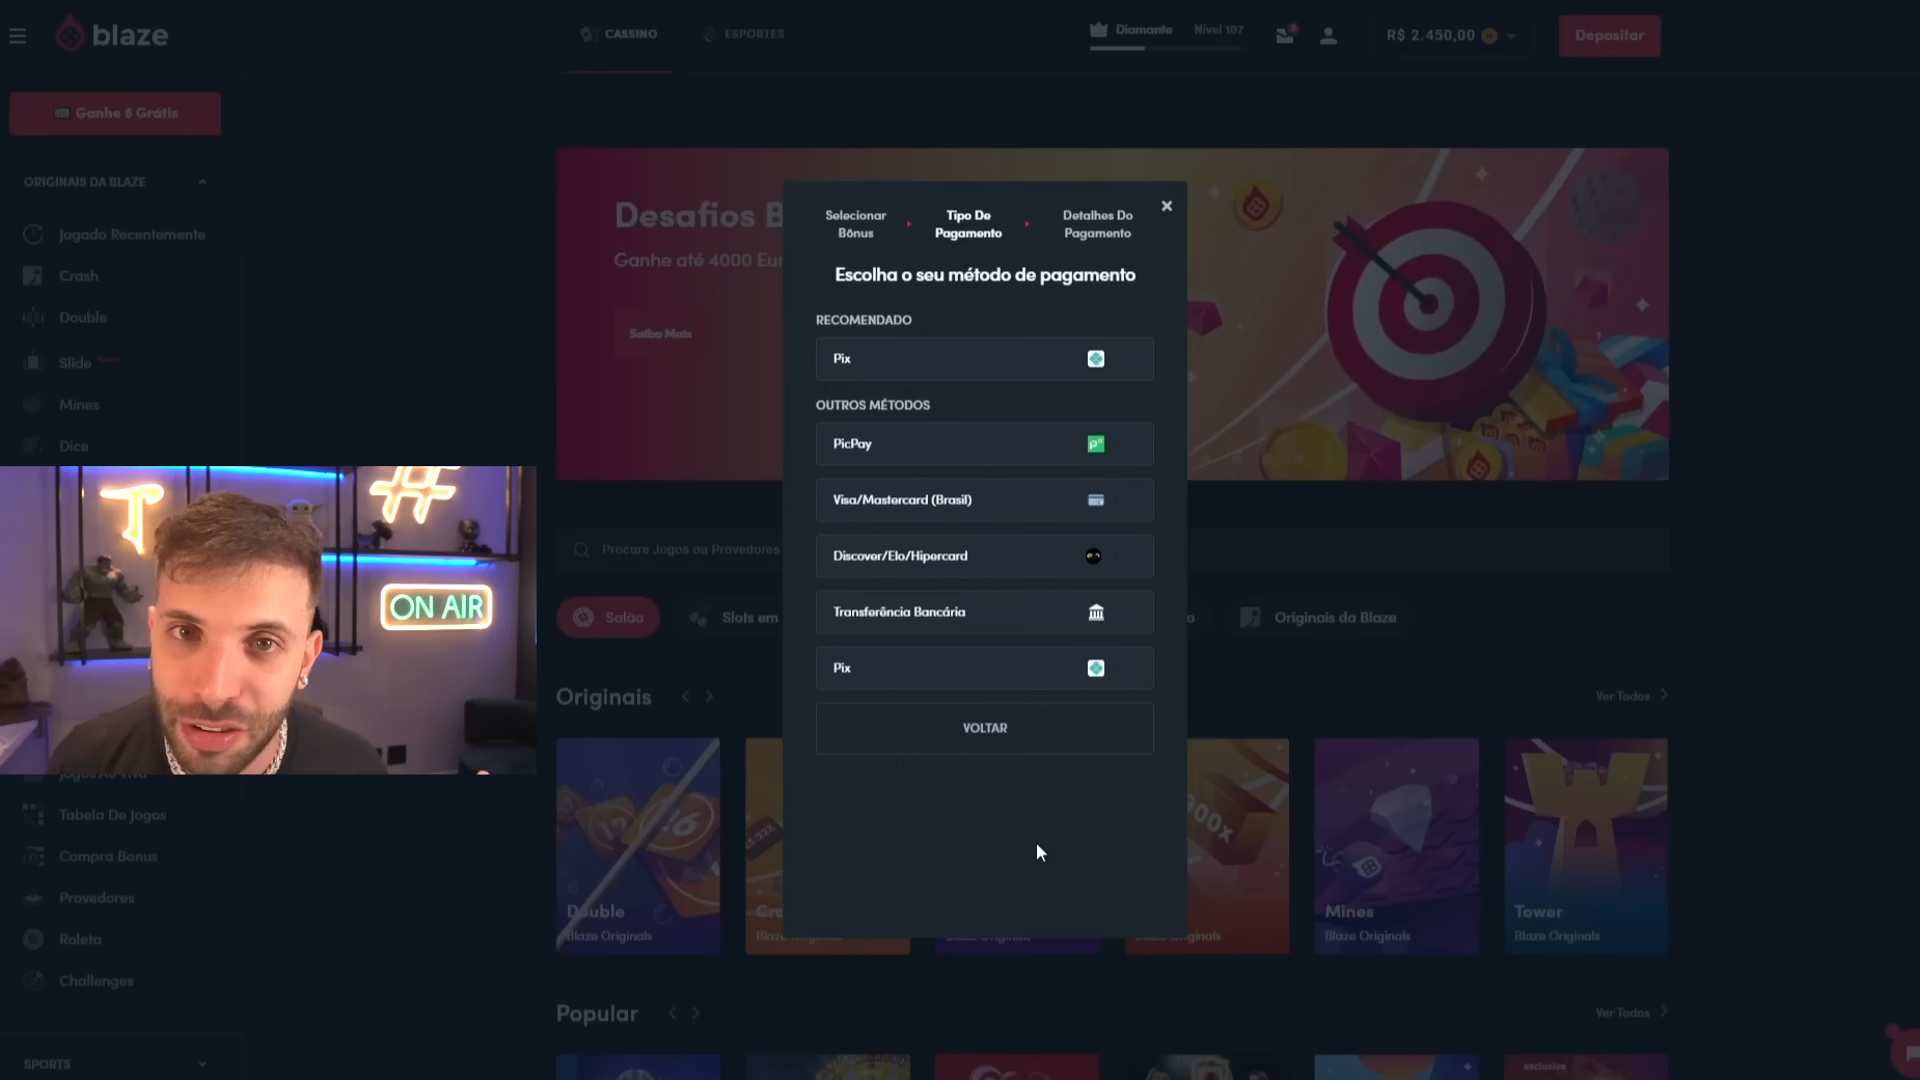 blaze
CASSINO
ESPORTES
Diamante
Nível 107
R$ 2.450,00
Depositar
Ganhe $ Grátis
ORIGINAIS DA BLAZE
Jogado Recentemente
Crash
Double
Slide
Mines
Dice
Tabela De Jogos
Compra Bonus
Provedores
Roleta
Challenges
SPORTS
T
#
ON AIR
Desafios B
Ganhe até 4000 Eur
Saiba Mais
Selecionar
Bônus
Tipo De
Pagamento
Detalhes Do
Pagamento
Escolha o seu método de pagamento
RECOMENDADO
Pix
OUTROS MÉTODOS
PicPay
Visa/Mastercard (Brasil)
Discover/Elo/Hipercard
Transferência Bancária
Pix
VOLTAR
Procure Jogos ou Provedores
Salão
Slots em
o
Originais da Blaze
Originais
Ver Todos
Double
Blaze Originals
Mines
Blaze Originals
Tower
Blaze Originals
Popular
Ver Todos
exclusive